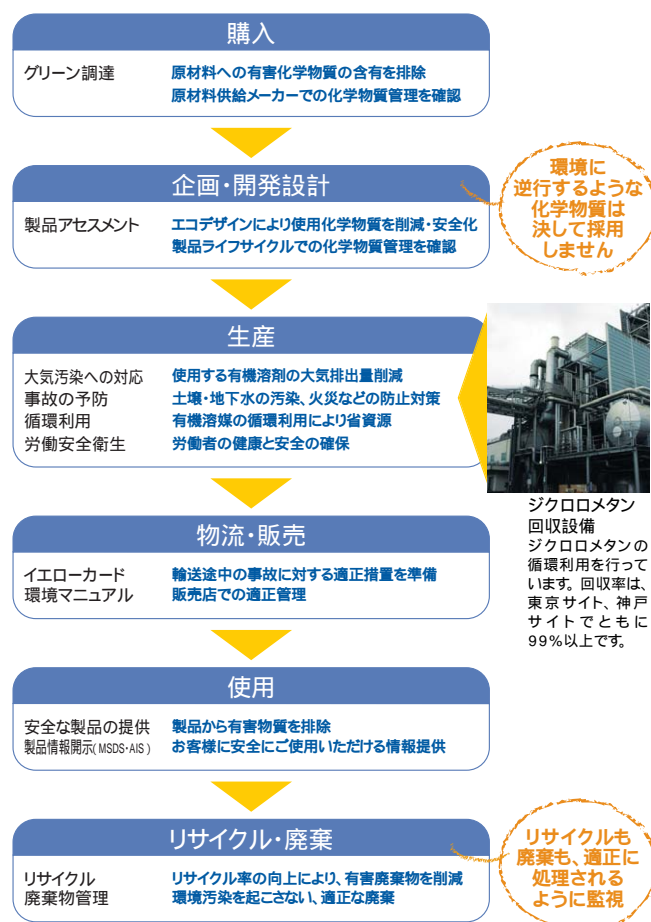 購入
グリーン調達 原材料への有害化学物質の含有を排除
原材料供給メーカーでの化学物質管理を確認
企画・開発設計
製品アセスメント エコデザインにより使用化学物質を削減・安全化
製品ライフサイクルでの化学物質管理を確認
環境に
逆行するような
化学物質は
決して採用
しません
生産
大気汚染への対応 使用する有機溶剤の大気排出量削減
事故の予防 土壌・地下水の汚染、火災などの防止対策
循環利用 有機溶媒の循環利用により省資源
労働安全衛生 労働者の健康と安全の確保
ジクロロメタン
回収設備
ジクロロメタンの
循環利用を行って
います。回収率は、
東京サイト、神戸
サイトでともに
99%以上です。
物流・販売
イエローカード 輸送途中の事故に対する適正措置を準備
環境マニュアル 販売店での適正管理
使用
安全な製品の提供 製品から有害物質を排除
製品情報開示(MSDS・AIS) お客様に安全にご使用いただける情報提供
リサイクル・廃棄
リサイクル リサイクル率の向上により、有害廃棄物を削減
廃棄物管理 環境汚染を起こさない、適正な廃棄
リサイクルも
廃棄も、適正に
処理される
ように監視